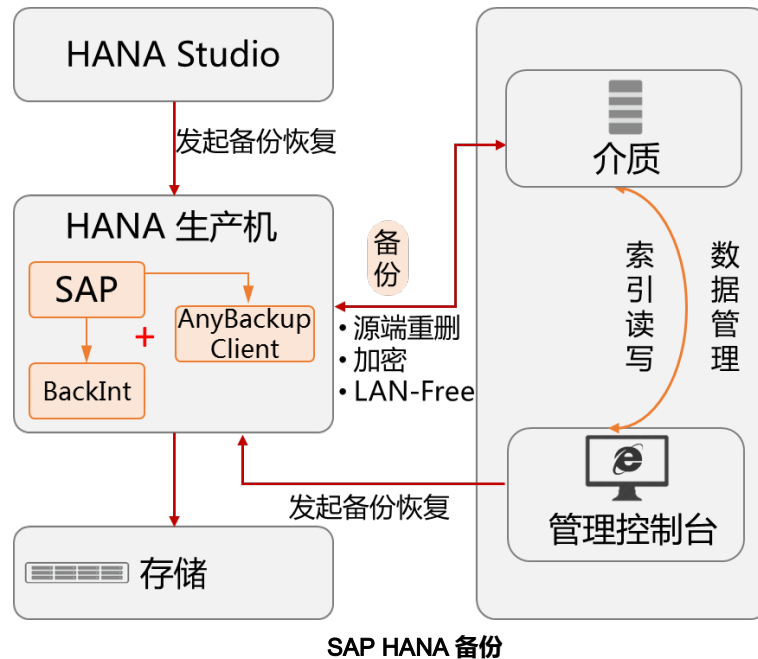 HANA Studio
发起备份恢复
HANA 生产机
SAP
+
AnyBackup
Client
BackInt
备
份
• 源端重删
• 加密
• LAN-Free
介质
索
引
读
写
数
据
管
理
发起备份恢复
管理控制台
存储
SAP HANA 备份